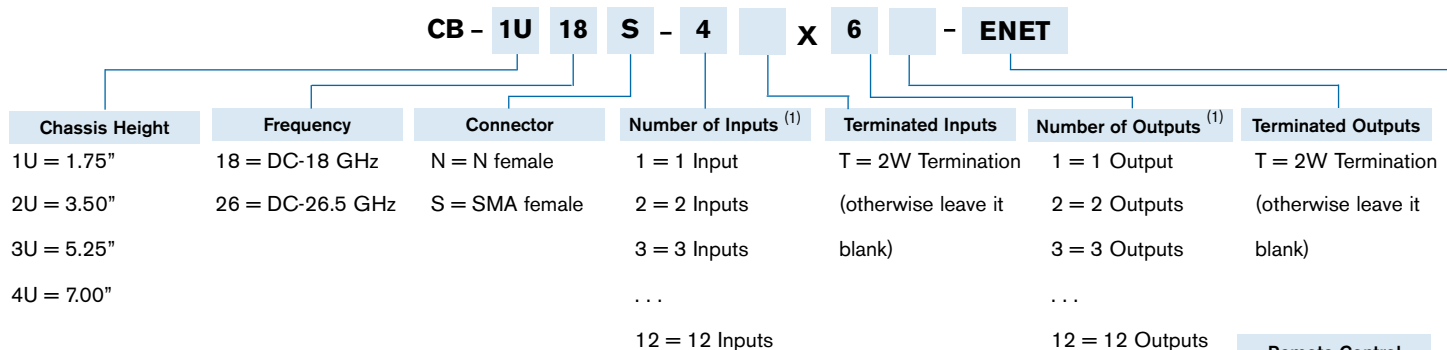 CB – 1U 18 S – 4 X 6 – ENET
Chassis Height Frequency Connector Number of Inputs (1) Terminated Inputs Number of Outputs (1) Terminated Outputs
1U = 1.75” 18 = DC-18 GHz N = N female 1 = 1 Input T = 2W Termination 1 = 1 Output T = 2W Termination
2U = 3.50” 26 = DC-26.5 GHz S = SMA female 2 = 2 Inputs (otherwise leave it 2 = 2 Outputs (otherwise leave it
3U = 5.25” 3 = 3 Inputs blank) 3 = 3 Outputs blank)
4U = 7.00” . . . . . .
12 = 12 Inputs 12 = 12 Outputs
Remote Control